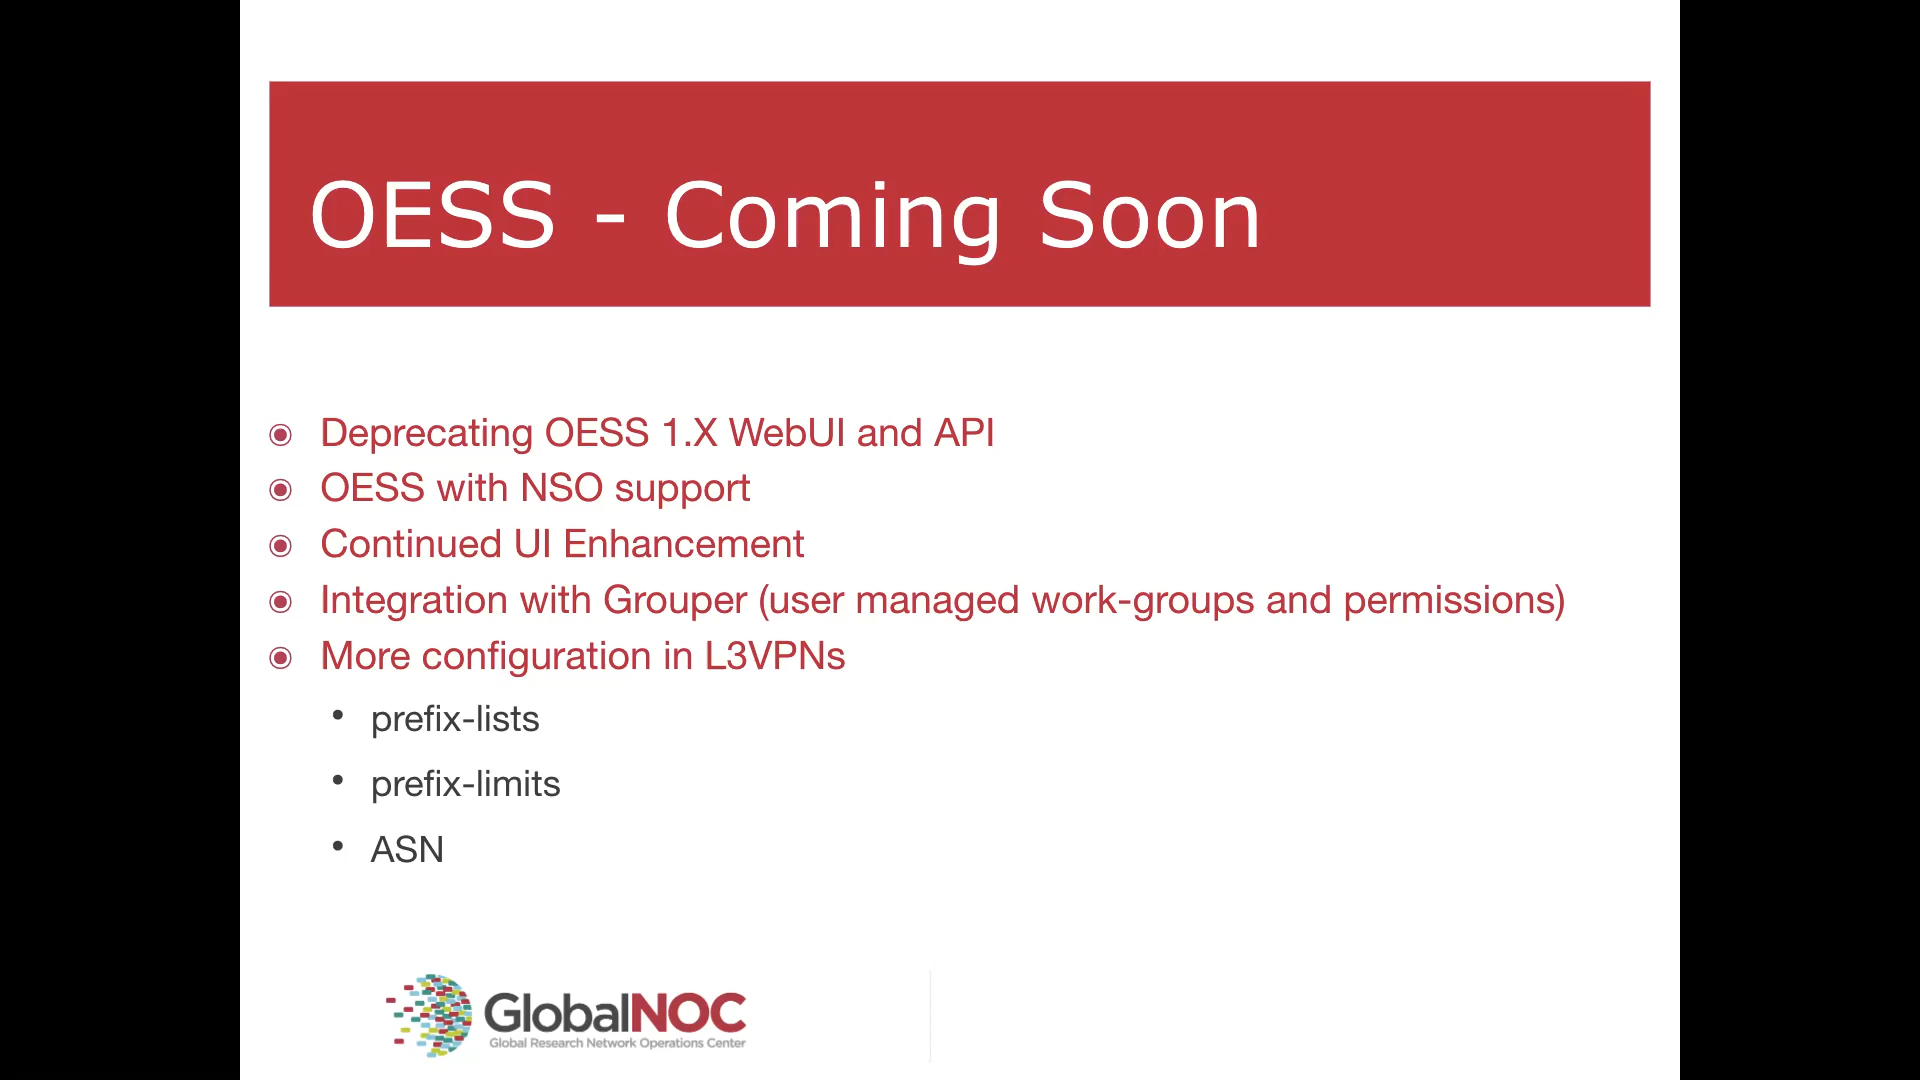 OESS - Coming Soon
Deprecating OESS 1.X WebUI and API
OESS with NSO support
Continued UI Enhancement
Integration with Grouper (user managed work-groups and permissions)
More configuration in L3VPNs
prefix-lists
prefix-limits
ASN
GlobalNOC
Global Research Network Operations Center